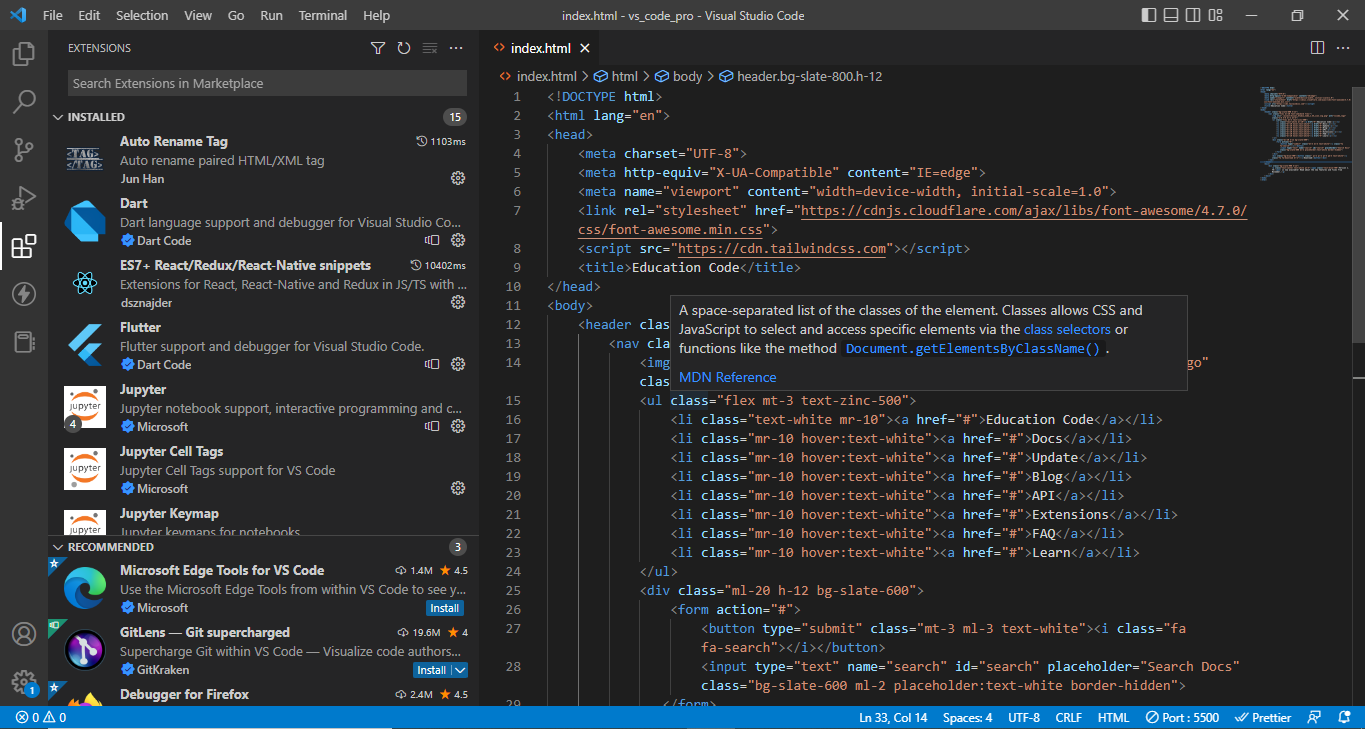 File Edit Selection View Go Run Terminal Help
index.html - vs_code_pro - Visual Studio Code
EXTENSIONS
Search Extensions in Marketplace
INSTALLED 15
Auto Rename Tag 1103ms
Auto rename paired HTML/XML tag
Jun Han
Dart
Dart language support and debugger for Visual Studio Co...
Dart Code
ES7+ React/Redux/React-Native snippets 10402ms
Extensions for React, React-Native and Redux in JS/TS with ...
dsznajder
Flutter
Flutter support and debugger for Visual Studio Code.
Dart Code
Jupyter
Jupyter notebook support, interactive programming and c...
4 Microsoft
Jupyter Cell Tags
Jupyter Cell Tags support for VS Code
Microsoft
Jupyter Keymap
Jupyter keymaps for notebooks
RECOMMENDED 3
Microsoft Edge Tools for VS Code 1.4M 4.5
Use the Microsoft Edge Tools from within VS Code to see y...
Microsoft Install
GitLens — Git supercharged 19.6M 4
Supercharge Git within VS Code — Visualize code authors...
GitKraken Install
Debugger for Firefox 2.4M 4.5
1
index.html
index.html > html > body > header.bg-slate-800.h-12
1 <!DOCTYPE html>
2 <html lang="en">
3 <head>
4 <meta charset="UTF-8">
5 <meta http-equiv="X-UA-Compatible" content="IE=edge">
6 <meta name="viewport" content="width=device-width, initial-scale=1.0">
7 <link rel="stylesheet" href="https://cdnjs.cloudflare.com/ajax/libs/font-awesome/4.7.0/
css/font-awesome.min.css">
8 <script src="https://cdn.tailwindcss.com"></script>
9 <title>Education Code</title>
10 </head>
11 <body>
12 <header clas
13 <nav cla
14 <img go"
clas
A space-separated list of the classes of the element. Classes allows CSS and
JavaScript to select and access specific elements via the class selectors or
functions like the method Document.getElementsByClassName() .
MDN Reference
15 <ul class="flex mt-3 text-zinc-500">
16 <li class="text-white mr-10"><a href="#">Education Code</a></li>
17 <li class="mr-10 hover:text-white"><a href="#">Docs</a></li>
18 <li class="mr-10 hover:text-white"><a href="#">Update</a></li>
19 <li class="mr-10 hover:text-white"><a href="#">Blog</a></li>
20 <li class="mr-10 hover:text-white"><a href="#">API</a></li>
21 <li class="mr-10 hover:text-white"><a href="#">Extensions</a></li>
22 <li class="mr-10 hover:text-white"><a href="#">FAQ</a></li>
23 <li class="mr-10 hover:text-white"><a href="#">Learn</a></li>
24 </ul>
25 <div class="ml-20 h-12 bg-slate-600">
26 <form action="#">
27 <button type="submit" class="mt-3 ml-3 text-white"><i class="fa
fa-search"></i></button>
28 <input type="text" name="search" id="search" placeholder="Search Docs"
class="bg-slate-600 ml-2 placeholder:text-white border-hidden">
29 </form>
0 0 Ln 33, Col 14 Spaces: 4 UTF-8 CRLF HTML Port : 5500 Prettier